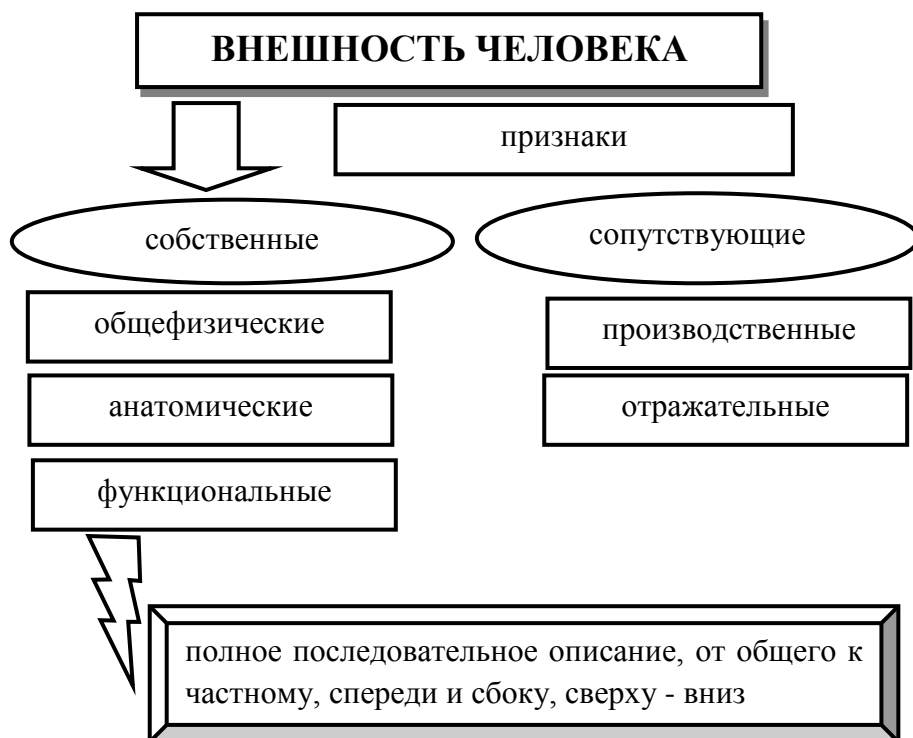 ВНЕШНОСТЬ ЧЕЛОВЕКА
признаки
собственные
сопутствующие
общефизические
производственные
анатомические
отражательные
функциональные
полное последовательное описание, от общего к
частному, спереди и сбоку, сверху - вниз